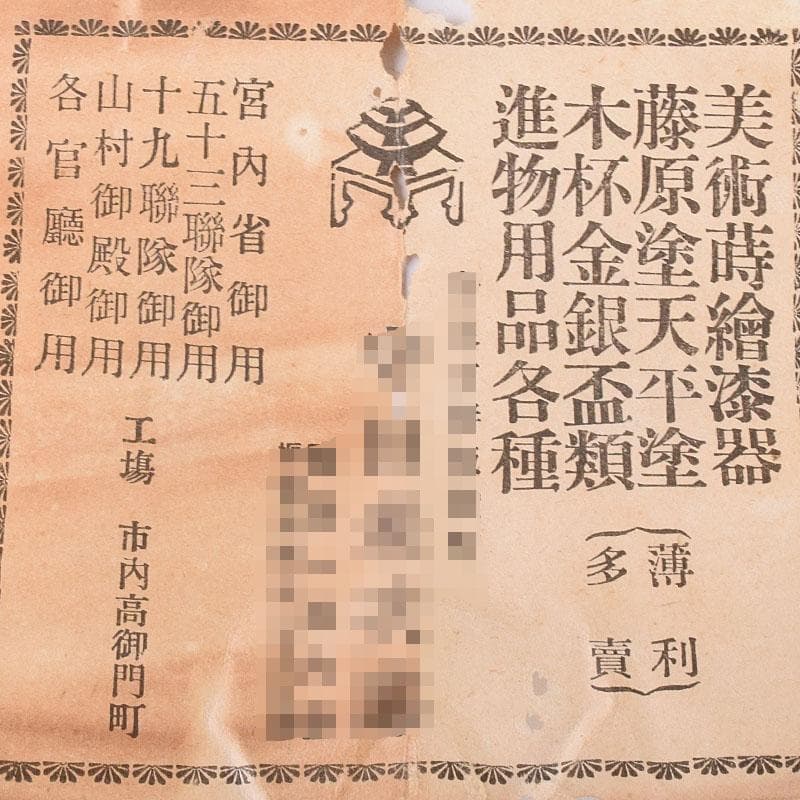 美術蒔繪漆器
藤原塗天平塗
木杯金銀盃類
進物用品各種
薄利
多賣
宮內省御用
五十三聯隊御用
十九聯隊御用
山村御殿御用
各官廳御用
工塲 市内高御門町